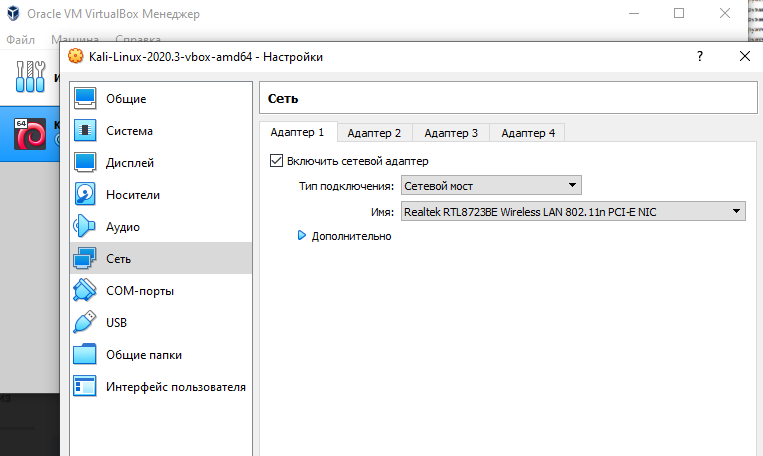 Oracle VM VirtualBox Менеджер
Файл Машина Справка
Kali-Linux-2020.3-vbox-amd64 - Настройки
?
64
Общие
Система
Дисплей
Носители
Аудио
Сеть
COM-порты
USB
Общие папки
Интерфейс пользователя
Сеть
Адаптер 1 Адаптер 2 Адаптер 3 Адаптер 4
Включить сетевой адаптер
Тип подключения: Сетевой мост
Имя: Realtek RTL8723BE Wireless LAN 802.11n PCI-E NIC
Дополнительно